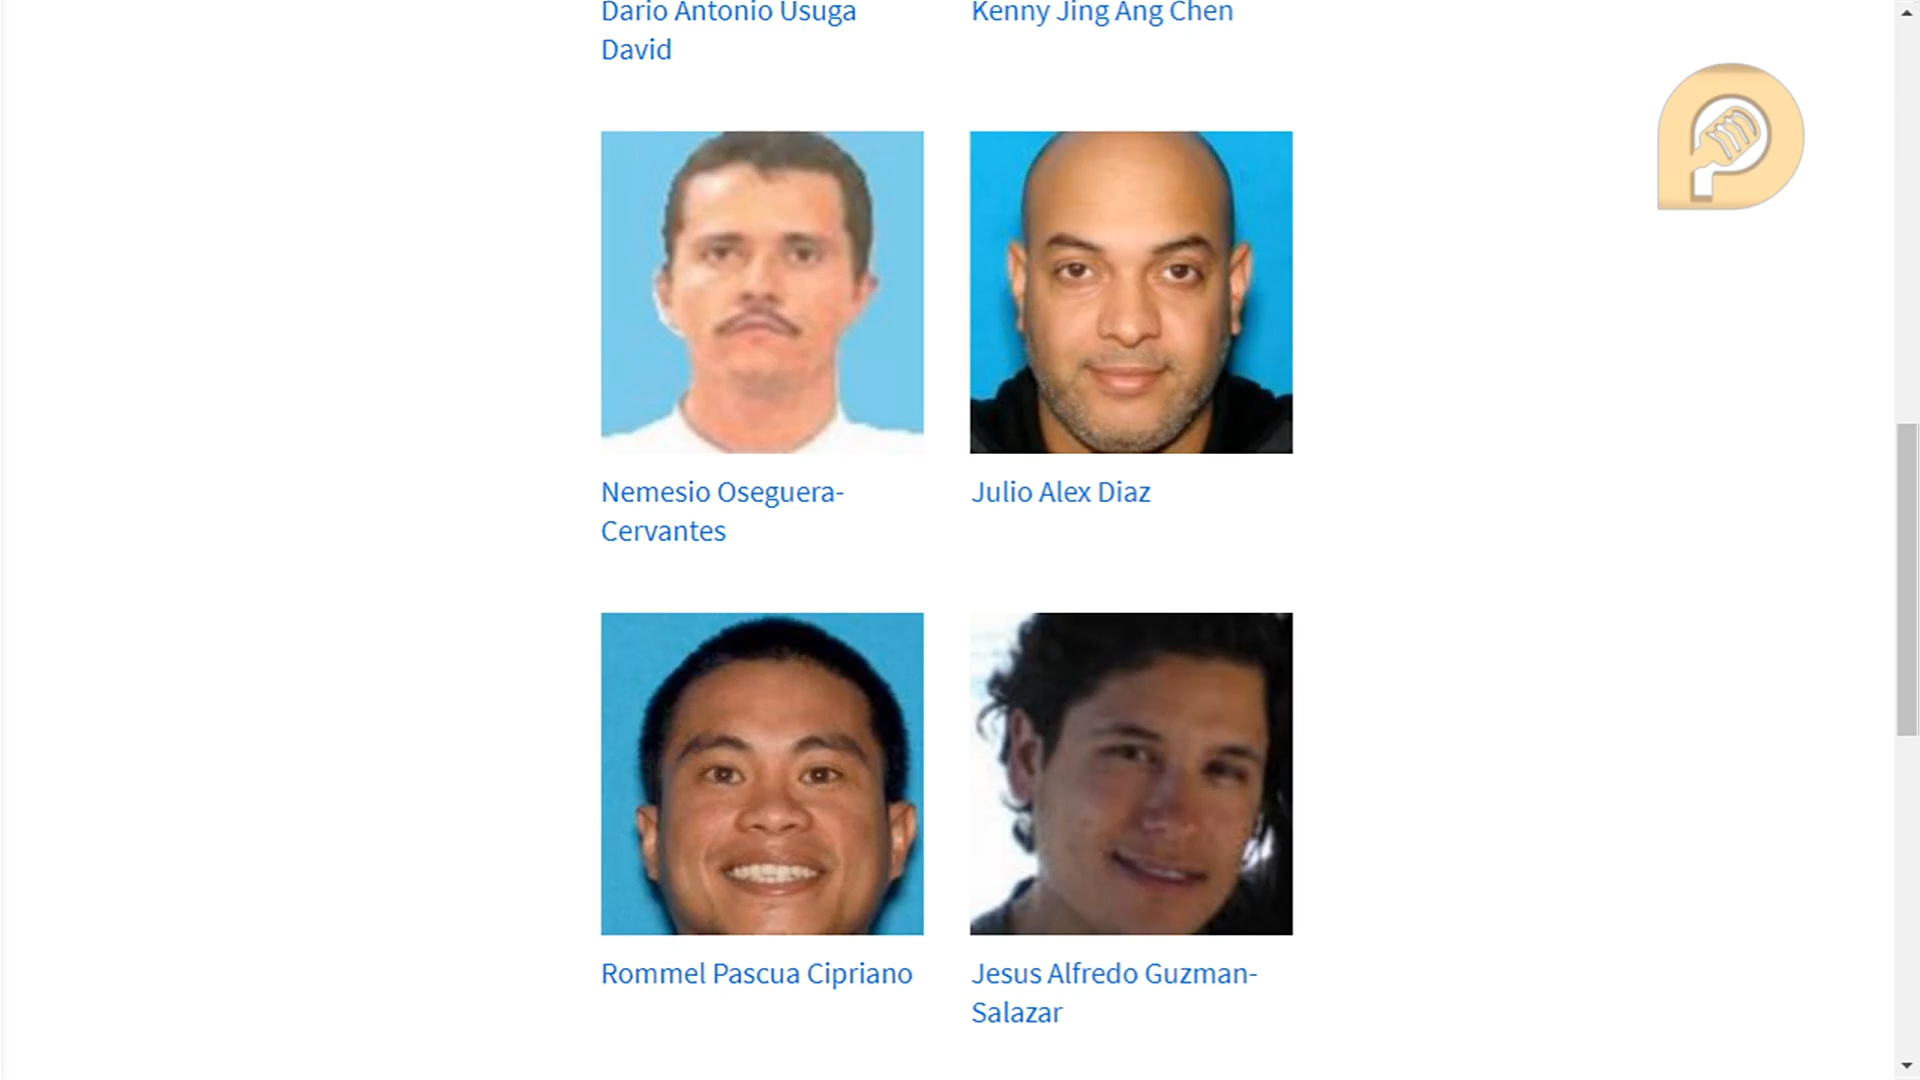 Dario Antonio Usuga
David
Kenny Jing Ang Chen
Nemesio Oseguera-
Cervantes
Julio Alex Diaz
Rommel Pascua Cipriano
Jesus Alfredo Guzman-
Salazar